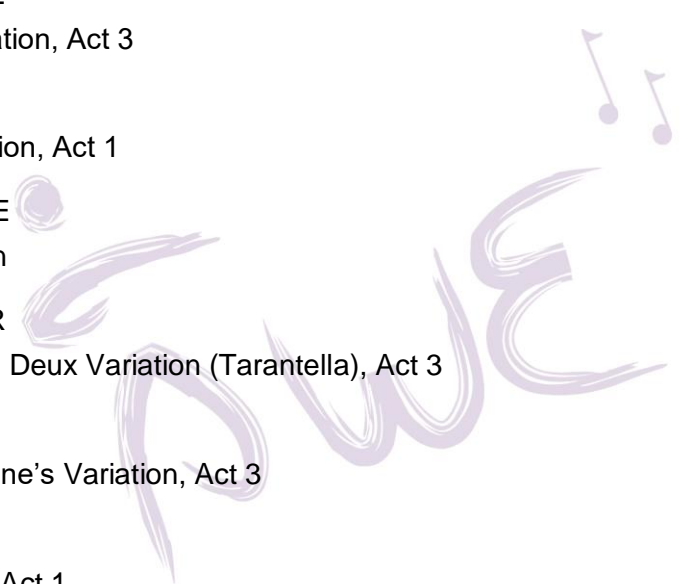 ation, Act 3
ion, Act 1
E
n
R
Deux Variation (Tarantella), Act 3
ne’s Variation, Act 3
Act 1